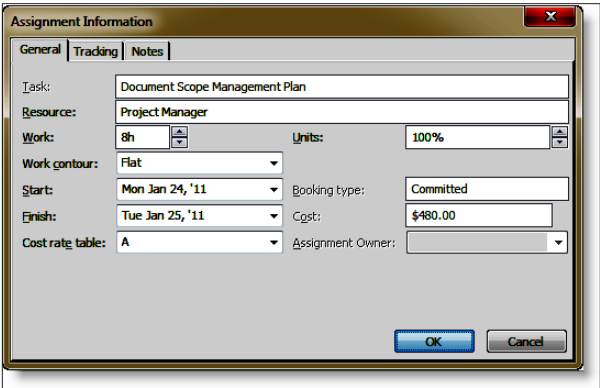 Assignment Information
General Tracking Notes
Task: Document Scope Management Plan
Resource: Project Manager
Work: 8h Units: 100%
Work contour: Flat
Start: Mon Jan 24, '11 Booking type: Committed
Finish: Tue Jan 25, '11 Cost: $480.00
Cost rate table: A Assignment Owner:
OK Cancel